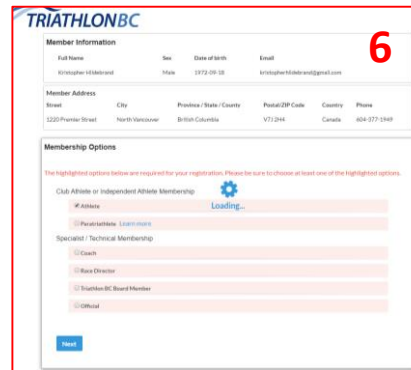 TRIATHLONBC
6
Member Information
Full Name Sex Date of birth Email
Kristopher Hildebrand Male 1972-09-18 kristopherhildebrand@gmail.com
Member Address
Street City Province / State / County Postal/ZIP Code Country Phone
1220 Premier Street North Vancouver British Columbia V7J 2H4 Canada 604-377-1949
Membership Options
The highlighted options below are required for your registration. Please be sure to choose at least one of the highlighted options.
Club Athlete or Independent Athlete Membership
Athlete
Loading...
Paratriathlete Learn more
Specialist / Technical Membership
Coach
Race Director
Triathlon BC Board Member
Official
Next